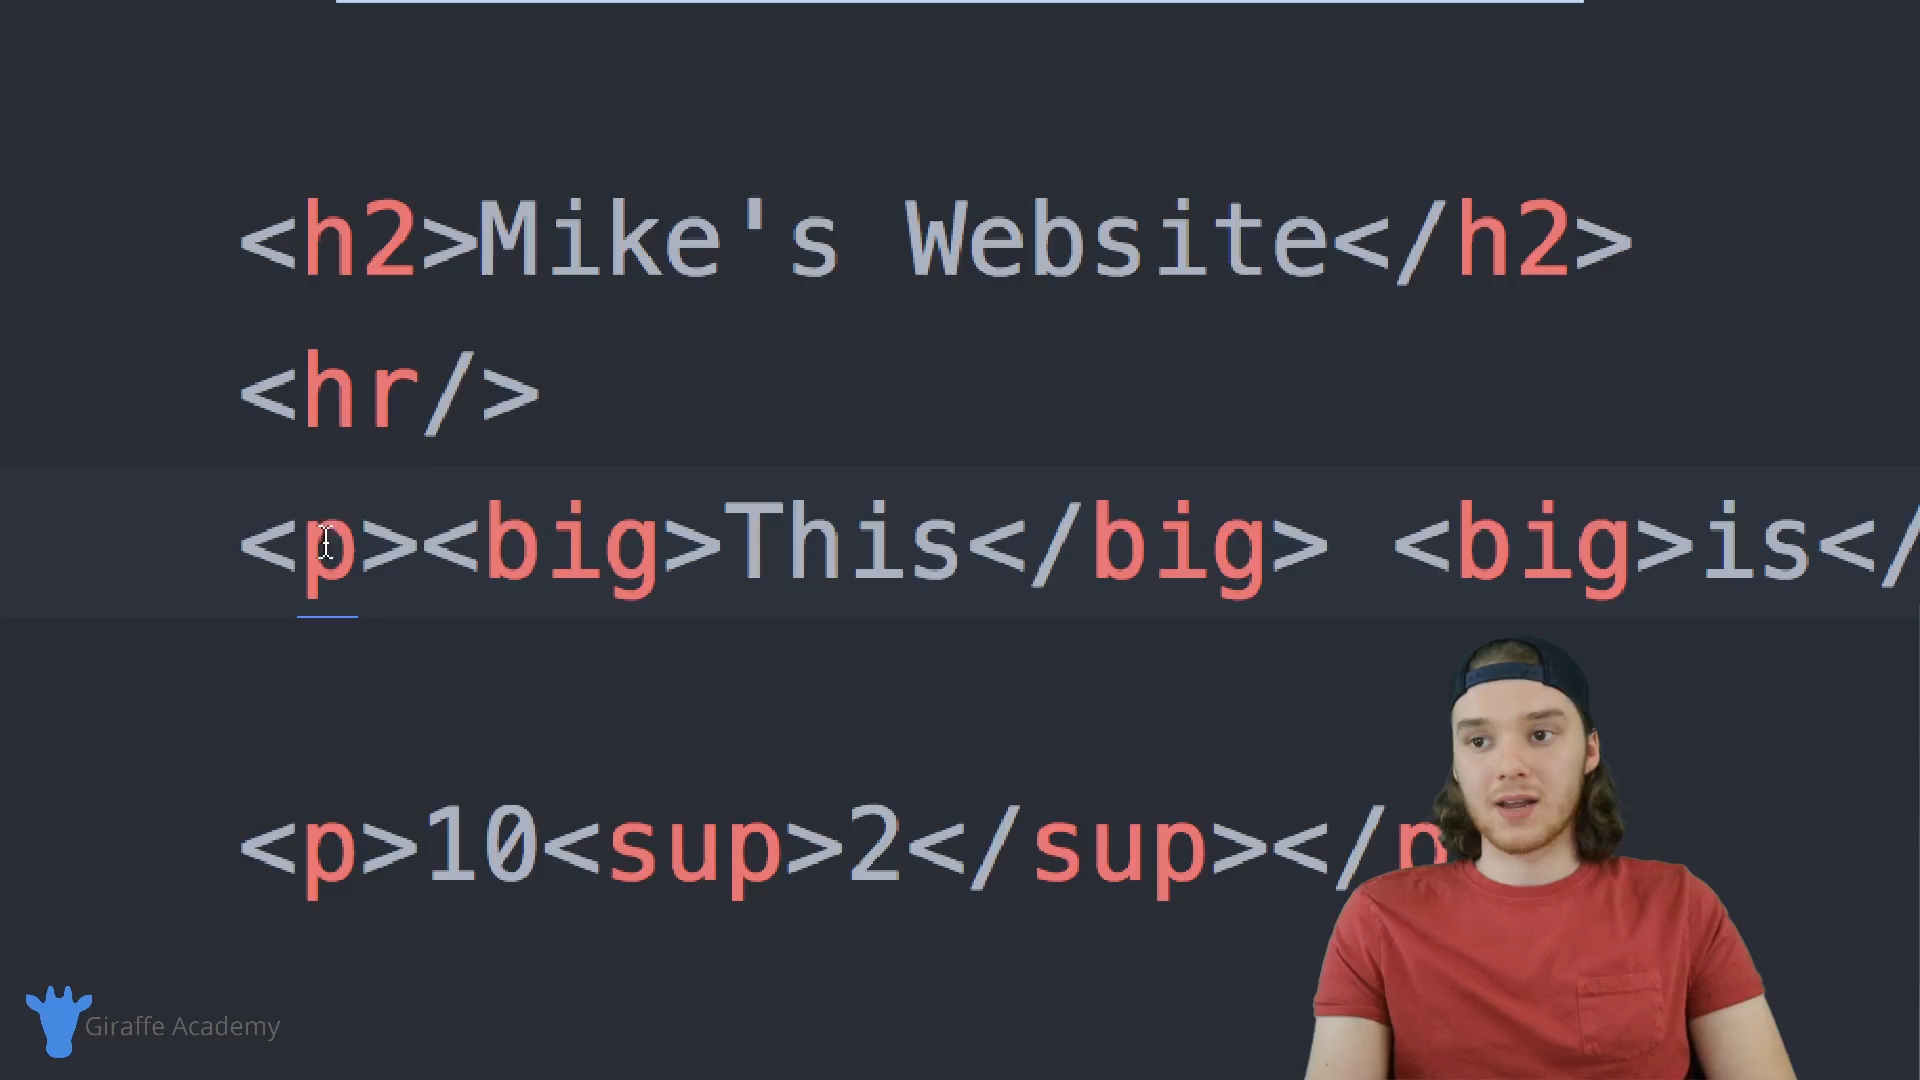 <h2>Mike's Website</h2>
<hr/>
<p><big>This</big> <big>is</
<p>10<sup>2</sup></p
Giraffe Academy